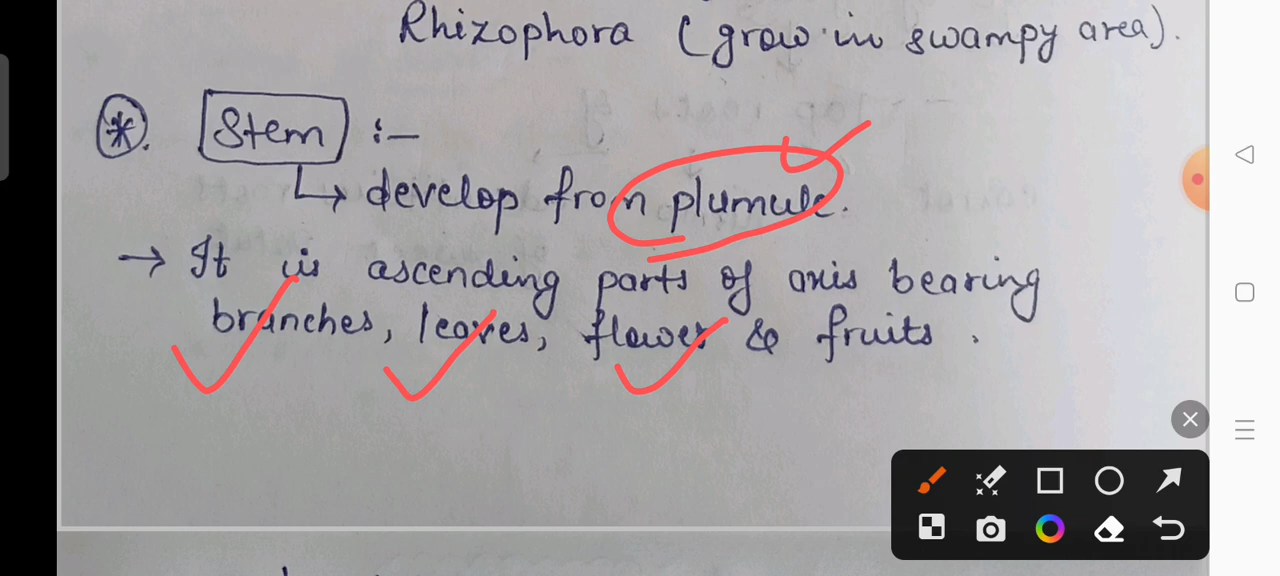 Rhizophora (grow in swampy area).
*. Stem :-
↳ develop from plumule.
→ It is ascending parts of axis bearing
branches, leaves, flower & fruits.